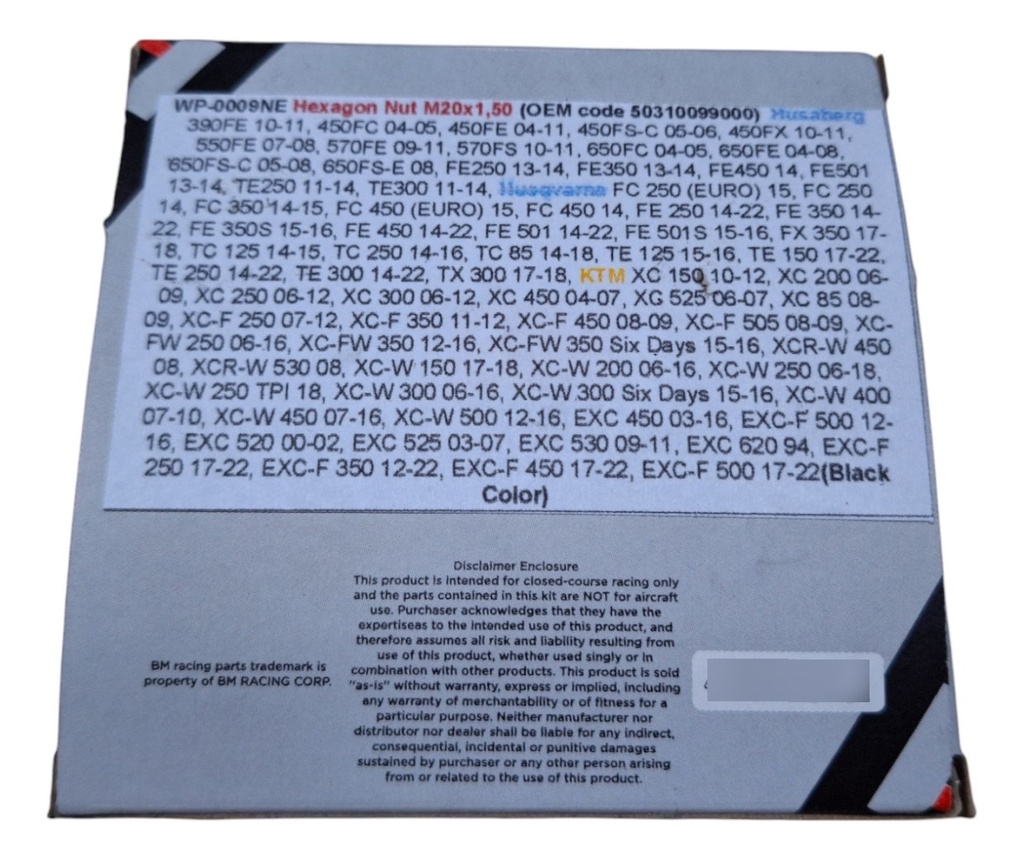 WP-0009NE Hexagon Nut M20x1,50 (OEM code 50310099000) Husaberg
390FE 10-11, 450FC 04-05, 450FE 04-11, 450FS-C 05-06, 450FX 10-11,
550FE 07-08, 570FE 09-11, 570FS 10-11, 650FC 04-05, 650FE 04-08,
650FS-C 05-08, 650FS-E 08, FE250 13-14, FE350 13-14, FE450 14, FE501
13-14, TE250 11-14, TE300 11-14, Husqvarna FC 250 (EURO) 15, FC 250
14, FC 350 14-15, FC 450 (EURO) 15, FC 450 14, FE 250 14-22, FE 350 14-
22, FE 350S 15-16, FE 450 14-22, FE 501 14-22, FE 501S 15-16, FX 350 17-
18, TC 125 14-15, TC 250 14-16, TC 85 14-18, TE 125 15-16, TE 150 17-22,
TE 250 14-22, TE 300 14-22, TX 300 17-18, KTM XC 150 10-12, XC 200 06-
09, XC 250 06-12, XC 300 06-12, XC 450 04-07, XG 525 06-07, XC 85 08-
09, XC-F 250 07-12, XC-F 350 11-12, XC-F 450 08-09, XC-F 505 08-09, XC-
FW 250 06-16, XC-FW 350 12-16, XC-FW 350 Six Days 15-16, XCR-W 450
08, XCR-W 530 08, XC-W 150 17-18, XC-W 200 06-16, XC-W 250 06-18,
XC-W 250 TPI 18, XC-W 300 06-16, XC-W 300 Six Days 15-16, XC-W 400
07-10, XC-W 450 07-16, XC-W 500 12-16, EXC 450 03-16, EXC-F 500 12-
16, EXC 520 00-02, EXC 525 03-07, EXC 530 09-11, EXC 620 94, EXC-F
250 17-22, EXC-F 350 12-22, EXC-F 450 17-22, EXC-F 500 17-22(Black
Color)
Disclaimer Enclosure
This product is intended for closed-course racing only
and the parts contained in this kit are NOT for aircraft
use. Purchaser acknowledges that they have the
expertiseas to the intended use of this product, and
therefore assumes all risk and liability resulting from
use of this product, whether used singly or in
combination with other products. This product is sold
"as-is" without warranty, express or implied, including
any warranty of merchantability or of fitness for a
particular purpose. Neither manufacturer nor
distributor nor dealer shall be liable for any indirect,
consequential, incidental or punitive damages
sustained by purchaser or any other person arising
from or related to the use of this product.
BM racing parts trademark is
property of BM RACING CORP.